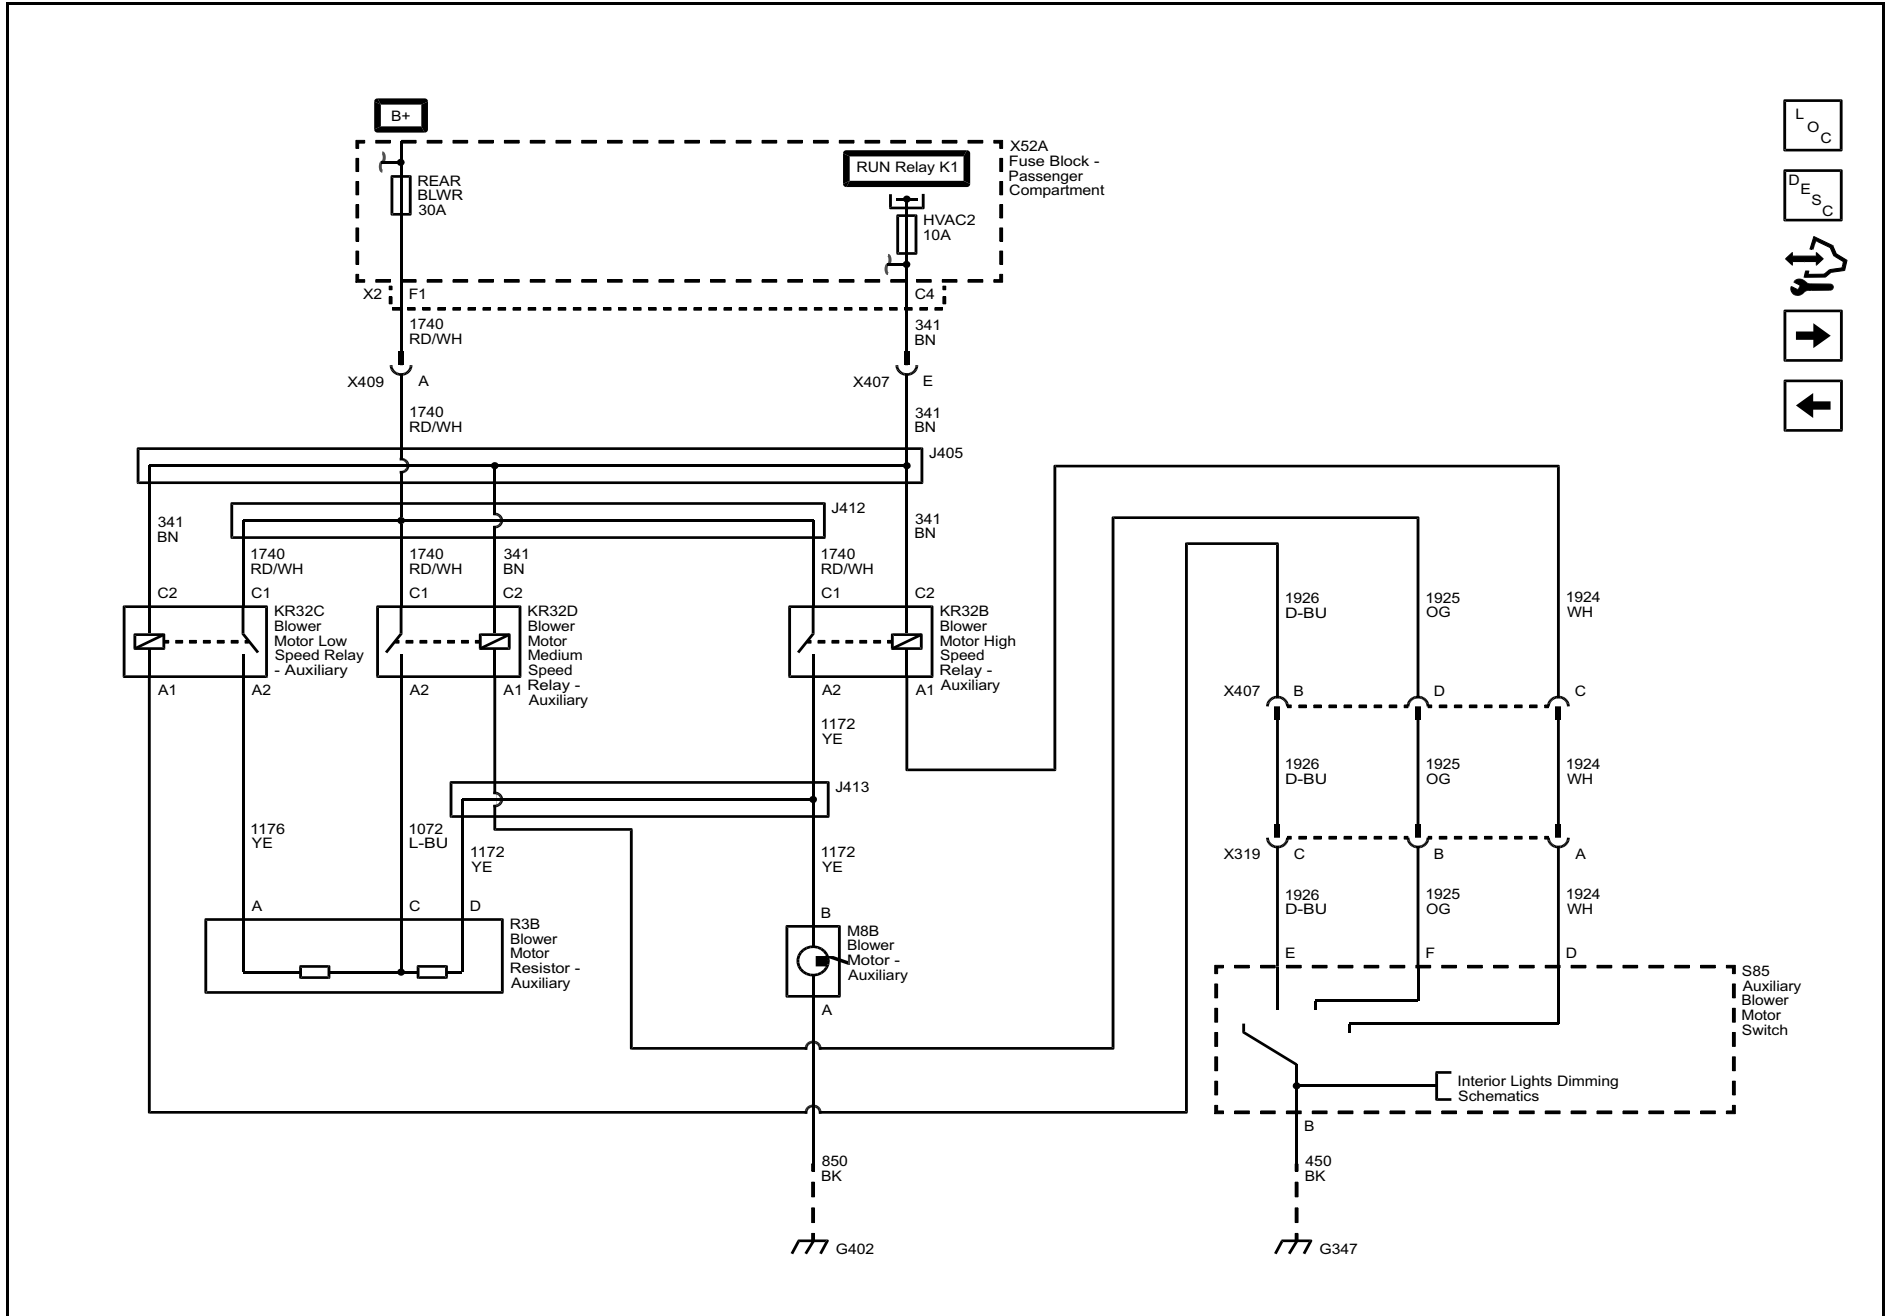 B+
L
O
C
X52A
Fuse Block -
Passenger
Compartment
RUN Relay K1
REAR
BLWR
30A
D
E
S
C
HVAC2
10A
X2
F1
C4
1740
RD/WH
341
BN
X409
A
X407
E
1740
RD/WH
341
BN
J405
J412
341
BN
341
BN
1740
RD/WH
1740
RD/WH
341
BN
1740
RD/WH
C2
C1
C1
C2
C1
C2
KR32C
Blower
Motor Low
Speed Relay
- Auxiliary
KR32D
Blower
Motor
Medium
Speed
Relay -
Auxiliary
KR32B
Blower
Motor High
Speed
Relay -
Auxiliary
1926
D-BU
1925
OG
1924
WH
A1
A2
A2
A1
A2
A1
X407
B
D
C
1172
YE
1926
D-BU
1925
OG
1924
WH
J413
1176
YE
1072
L-BU
1172
YE
1172
YE
X319
C
B
A
1926
D-BU
1925
OG
1924
WH
A
C
D
B
R3B
Blower
Motor
Resistor -
Auxiliary
M8B
Blower
Motor -
Auxiliary
A
E
F
D
S85
Auxiliary
Blower
Motor
Switch
Interior Lights Dimming
Schematics
B
850
BK
450
BK
G402
G347